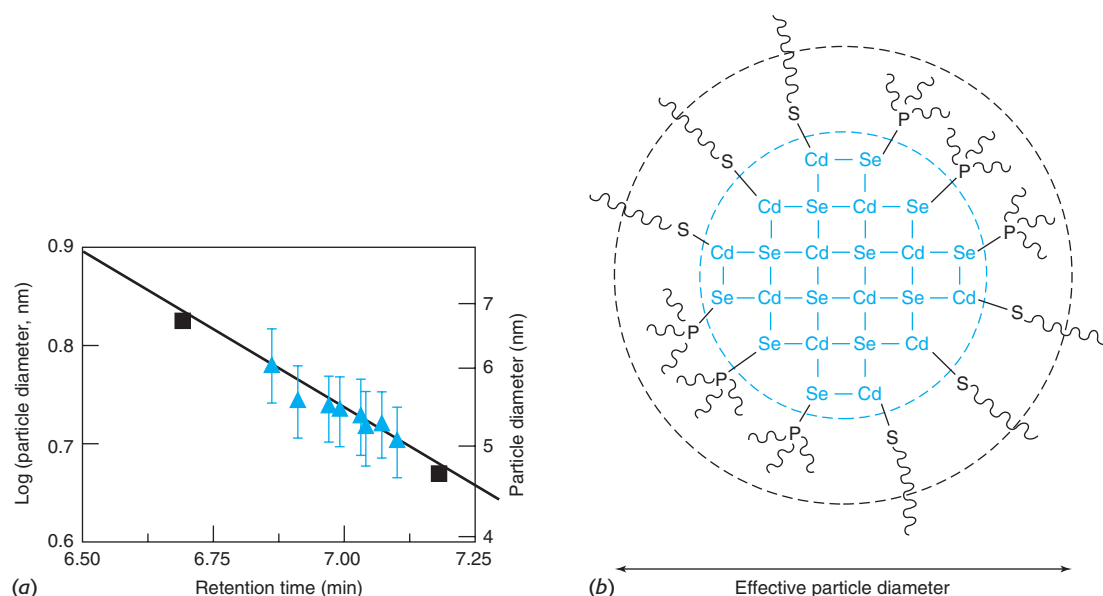 0.9
0.8
0.7
0.6
Log (particle diameter, nm)
7
6
5
4
Particle diameter (nm)
6.50 6.75 7.00 7.25
(a) Retention time (min)
S
S P
Cd Se
S P
Cd Se Cd Se
S P
Cd Se Cd Se Cd Se
Se Cd Se Cd Se Cd
P S
Se Cd Se Cd
P S
Se Cd
P S
(b) Effective particle diameter